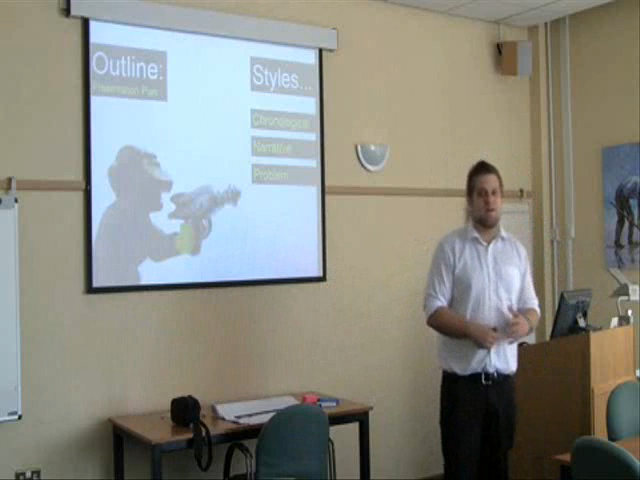 Outline:
Presentation Plan
Styles...
Chronological
Narrative
Problem